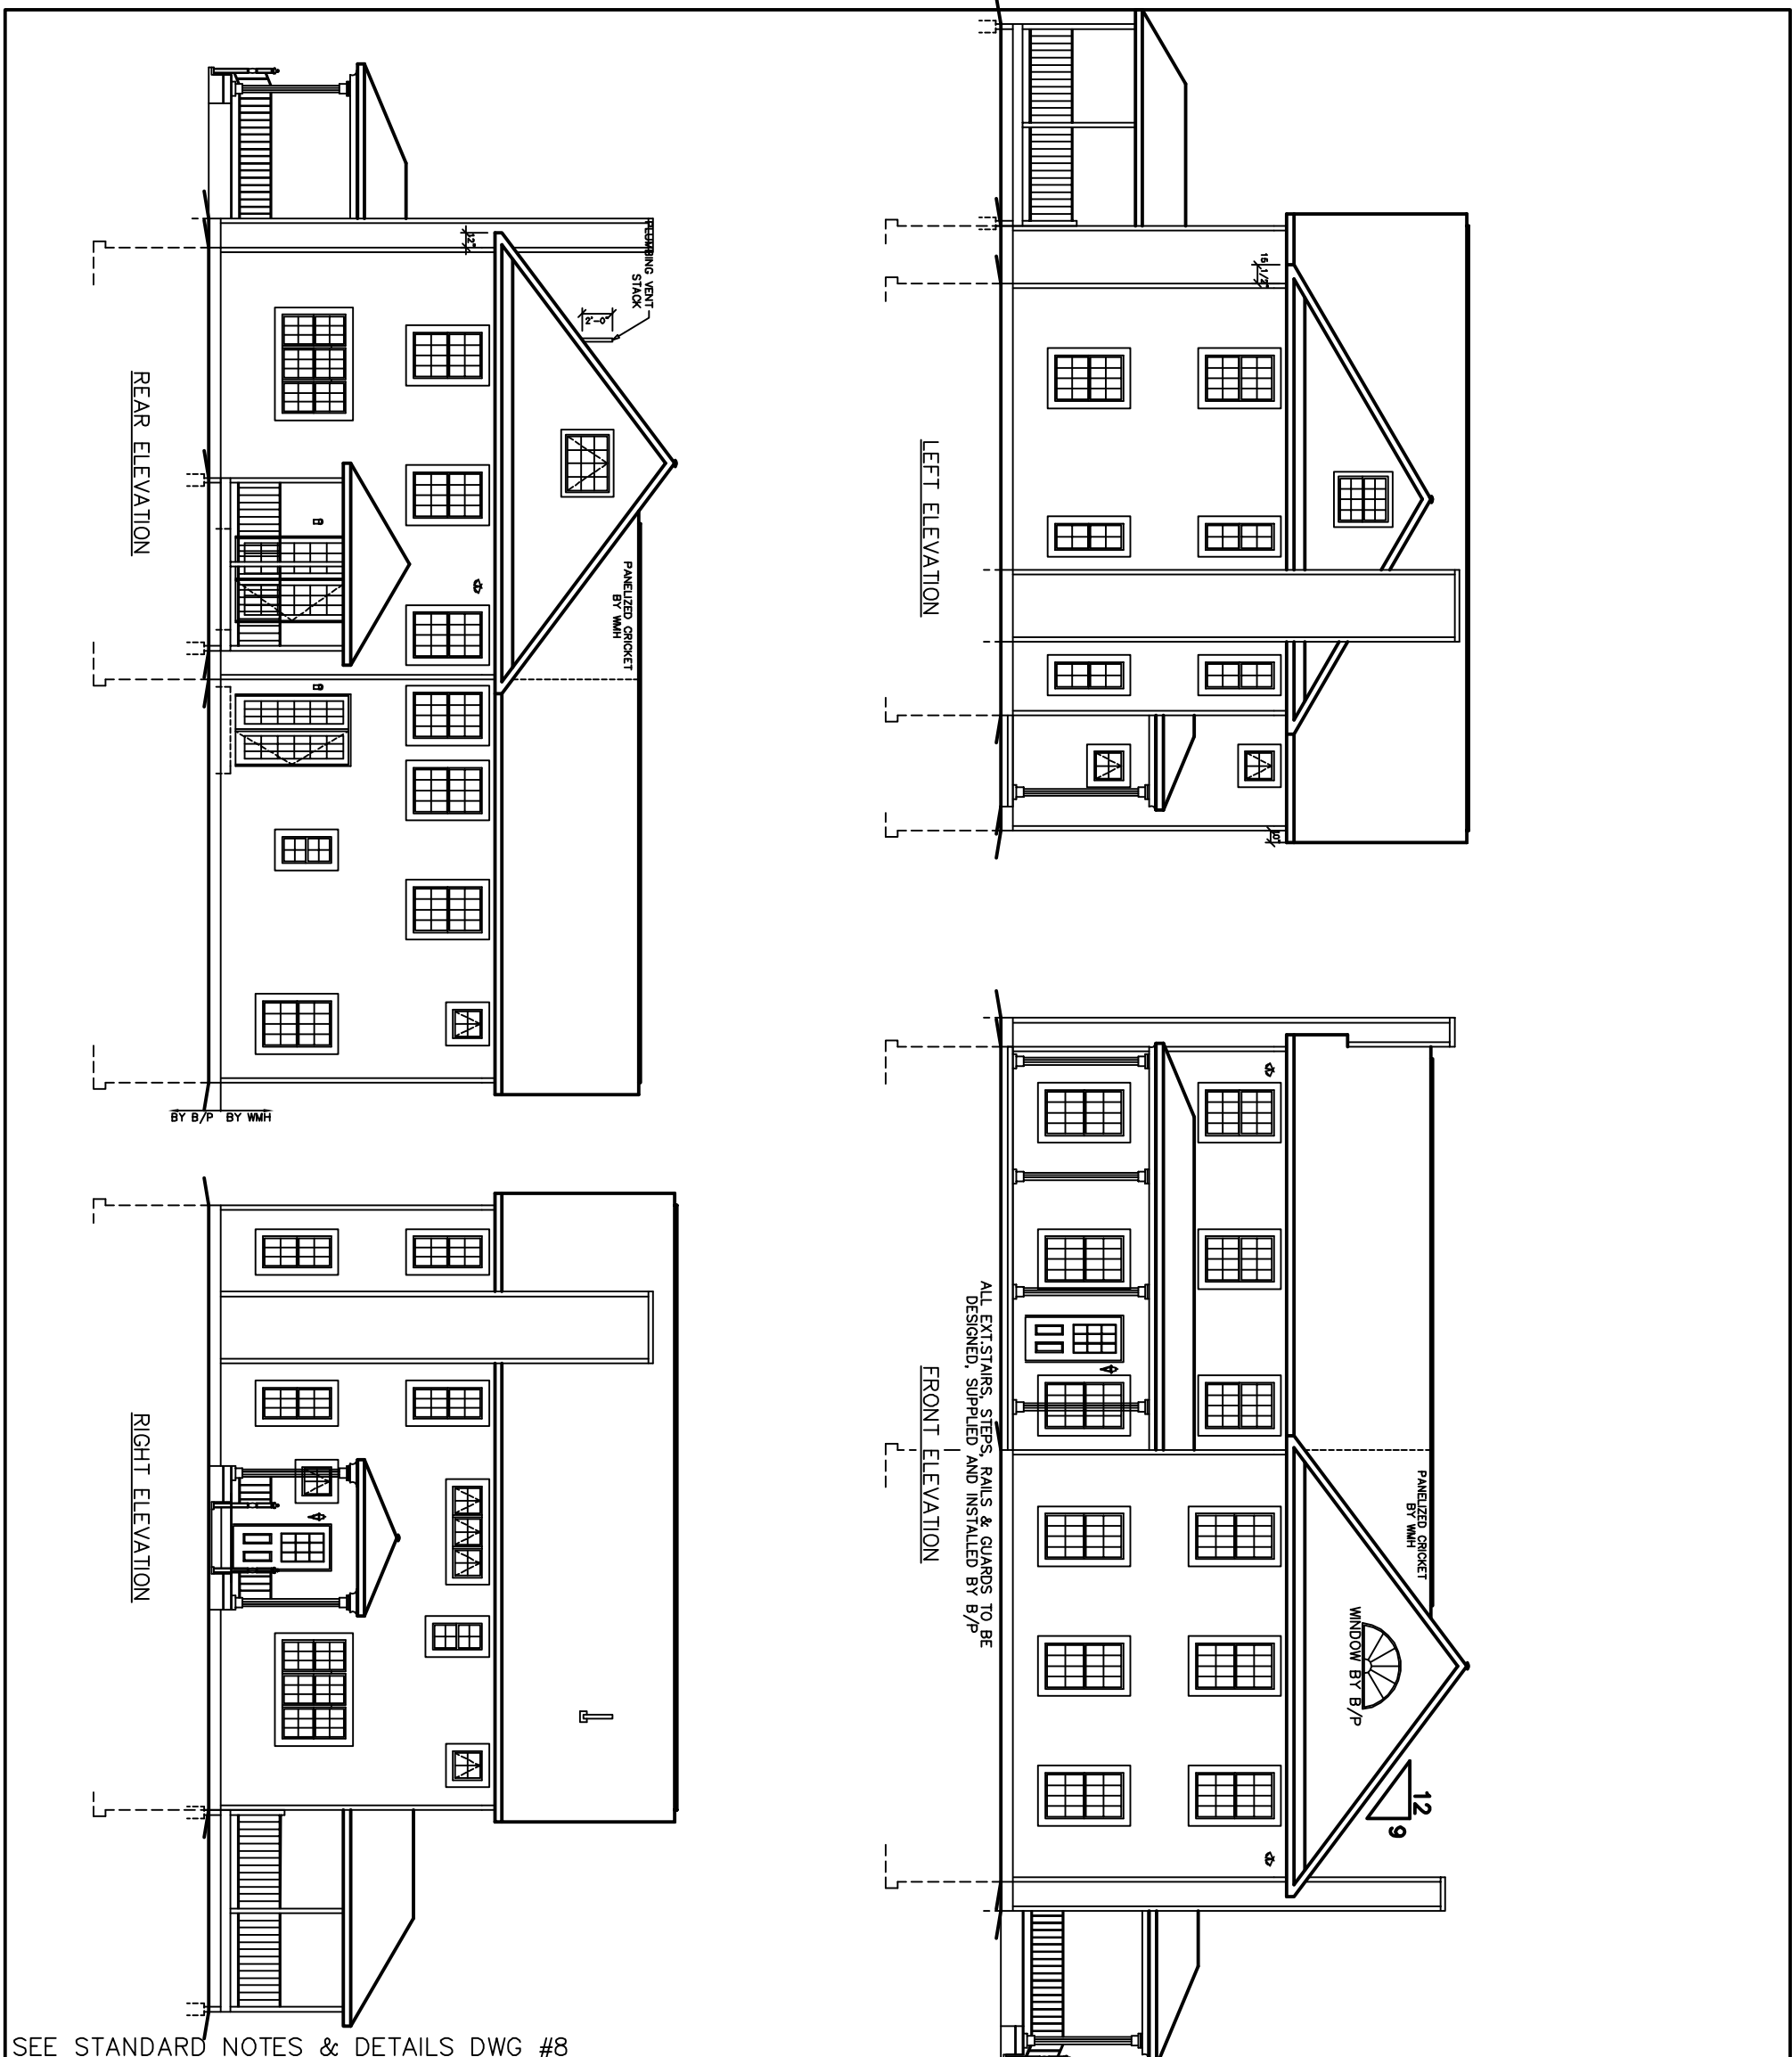 LEFT ELEVATION
15 1/2"
10"
FRONT ELEVATION
ALL EXT.STAIRS, STEPS, RAILS & GUARDS TO BE
DESIGNED, SUPPLIED AND INSTALLED BY B/P
PANELIZED CRICKET
BY WMH
WINDOW BY B/P
12
9
REAR ELEVATION
12"
PLUMBING VENT
STACK
2'-0"
PANELIZED CRICKET
BY WMH
BY B/P BY WMH
RIGHT ELEVATION
SEE STANDARD NOTES & DETAILS DWG #8